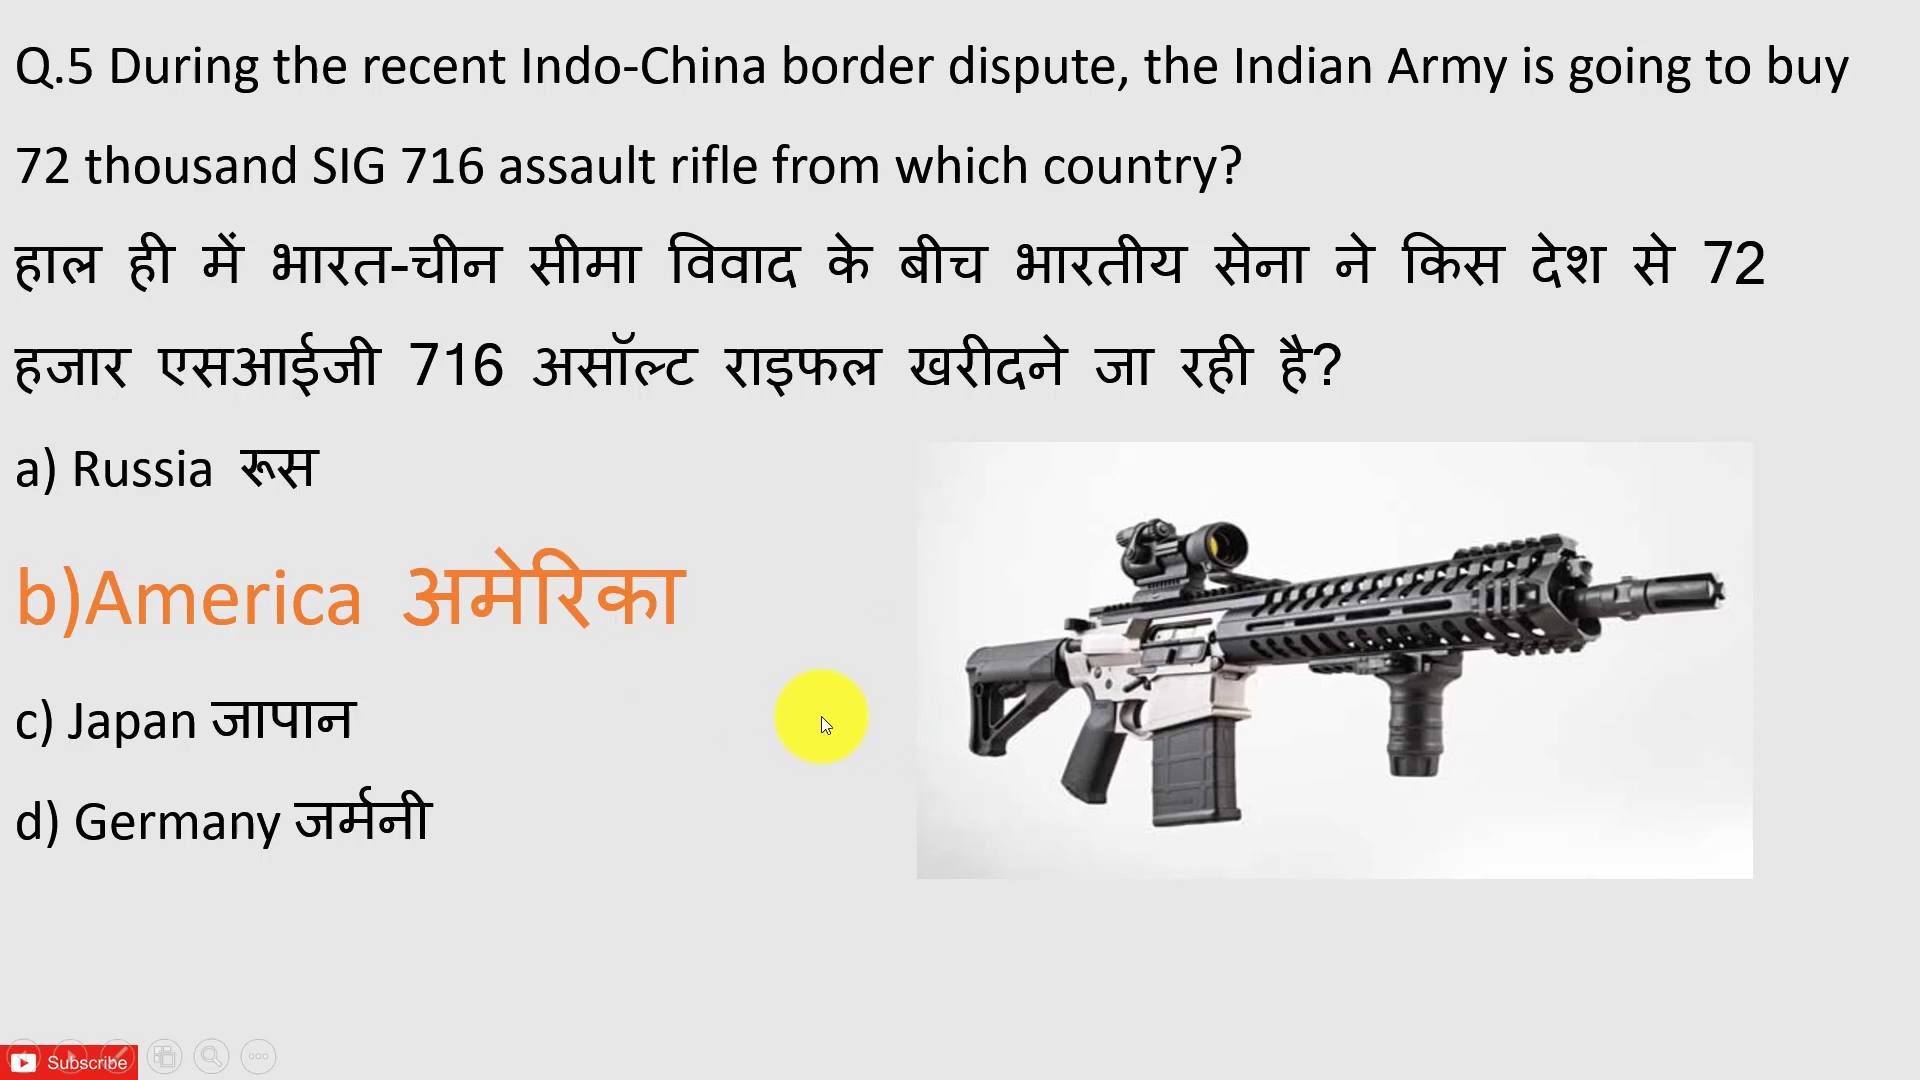 Q.5 During the recent Indo-China border dispute, the Indian Army is going to buy
72 thousand SIG 716 assault rifle from which country?
हाल ही में भारत-चीन सीमा विवाद के बीच भारतीय सेना ने किस देश से 72
हजार एसआईजी 716 असॉल्ट राइफल खरीदने जा रही है?
a) Russia रूस
b)America अमेरिका
c) Japan जापान
d) Germany जर्मनी
Subscribe